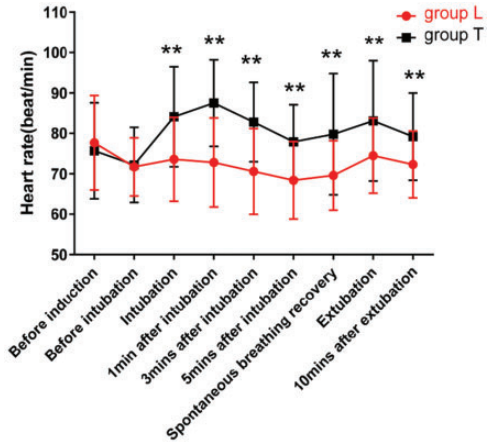 group L
group T
Heart rate(beat/min)
110
100
90
80
70
60
50
** ** ** ** ** ** **
Before induction
Before intubation
Intubation
1min after intubation
3mins after intubation
5mins after intubation
Spontaneous breathing recovery
Extubation
10mins after extubation